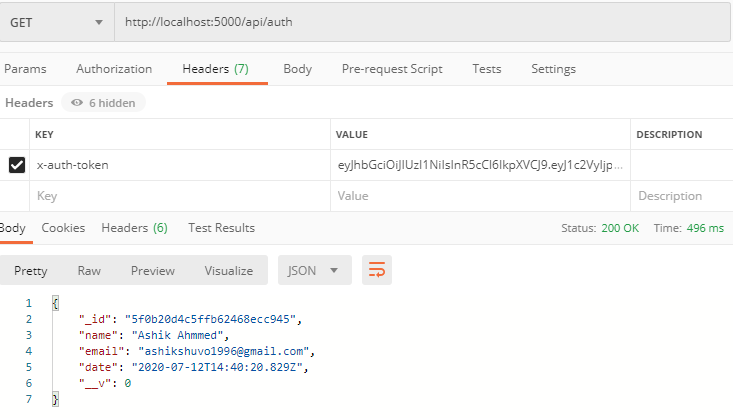 GET http://localhost:5000/api/auth
Params Authorization Headers (7) Body Pre-request Script Tests Settings
Headers 6 hidden
KEY VALUE DESCRIPTION
x-auth-token eyJhbGciOiJIUzI1NiIsInR5cCI6IkpXVCJ9.eyJ1c2VyIjp...
Key Value Description
Body Cookies Headers (6) Test Results Status: 200 OK Time: 496 ms
Pretty Raw Preview Visualize JSON
1 {
2 "_id": "5f0b20d4c5ffb62468ecc945",
3 "name": "Ashik Ahmmed",
4 "email": "ashikshuvo1996@gmail.com",
5 "date": "2020-07-12T14:40:20.829Z",
6 "__v": 0
7 }